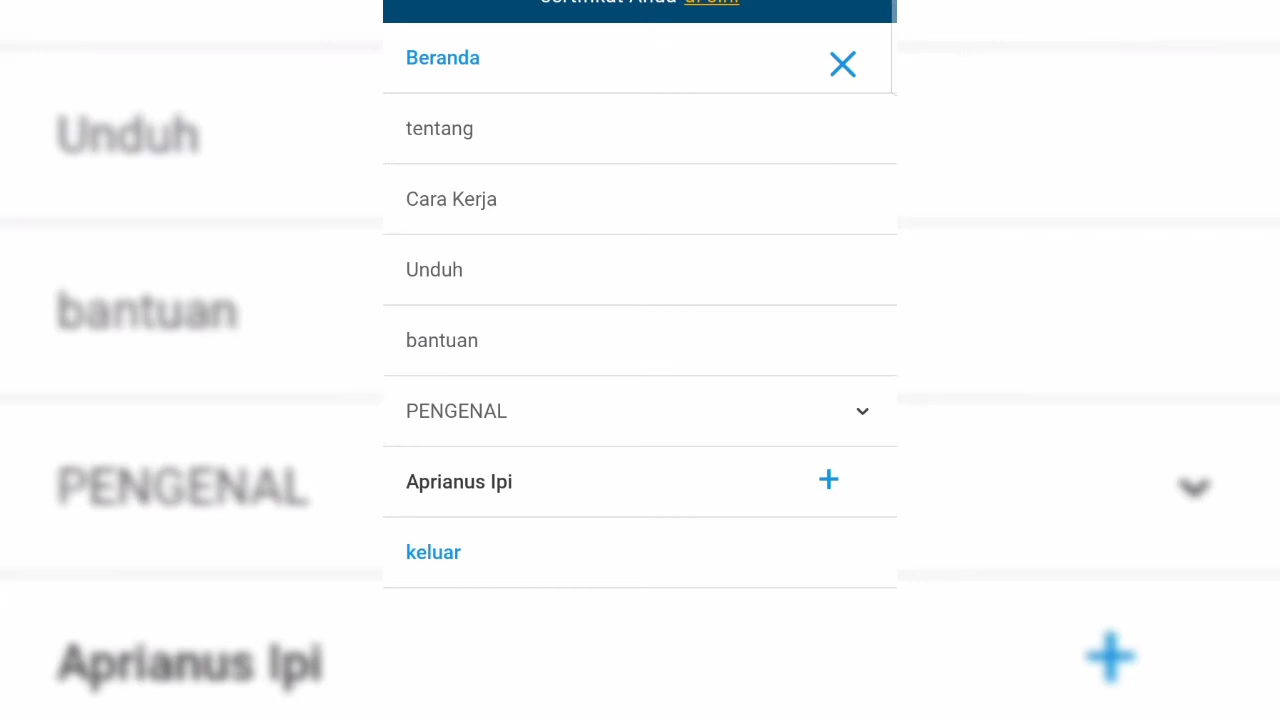 Beranda
tentang
Cara Kerja
Unduh
bantuan
PENGENAL
Aprianus Ipi
keluar
Unduh
bantuan
PENGENAL
Aprianus Ipi